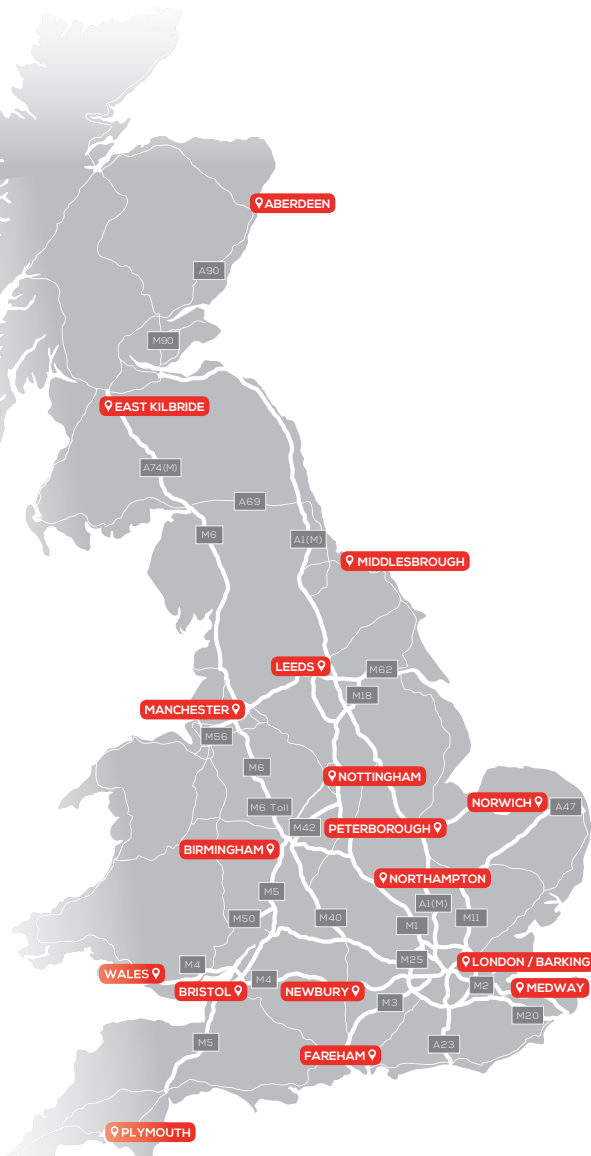 ABERDEEN
A90
M90
EAST KILBRIDE
A74(M)
A69
M6
A1(M)
MIDDLESBROUGH
LEEDS
M62
M18
MANCHESTER
M56
M6
NOTTINGHAM
M6 Toll
NORWICH
A47
M42
PETERBOROUGH
BIRMINGHAM
NORTHAMPTON
M5
A1(M)
M50
M40
M1
M11
M25
LONDON / BARKING
WALES
M4
M4
BRISTOL
NEWBURY
M2
MEDWAY
M3
M20
M5
A23
FAREHAM
PLYMOUTH